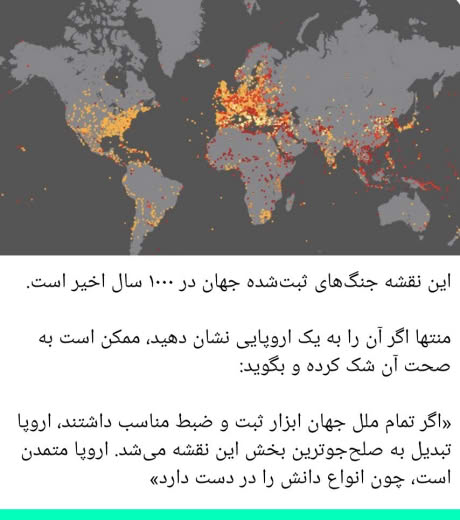 این نقشه جنگ‌های ثبت‌شده جهان در ۱۰۰۰ سال اخیر است.
منتها اگر آن را به یک اروپایی نشان دهید، ممکن است به
صحت آن شک کرده و بگوید:
«اگر تمام ملل جهان ابزار ثبت و ضبط مناسب داشتند، اروپا
تبدیل به صلح‌جوترین بخش این نقشه می‌شد. اروپا متمدن
است، چون انواع دانش را در دست دارد»